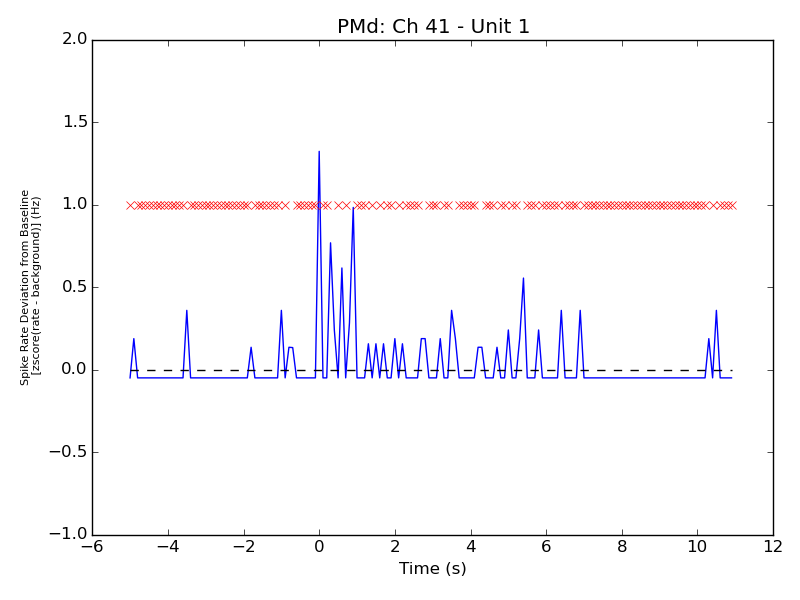 PMd: Ch 41 - Unit 1
2.0
1.5
1.0
0.5
0.0
−0.5
−1.0
Spike Rate Deviation from Baseline
[zscore(rate - background)] (Hz)
−6 −4 −2 0 2 4 6 8 10 12
Time (s)